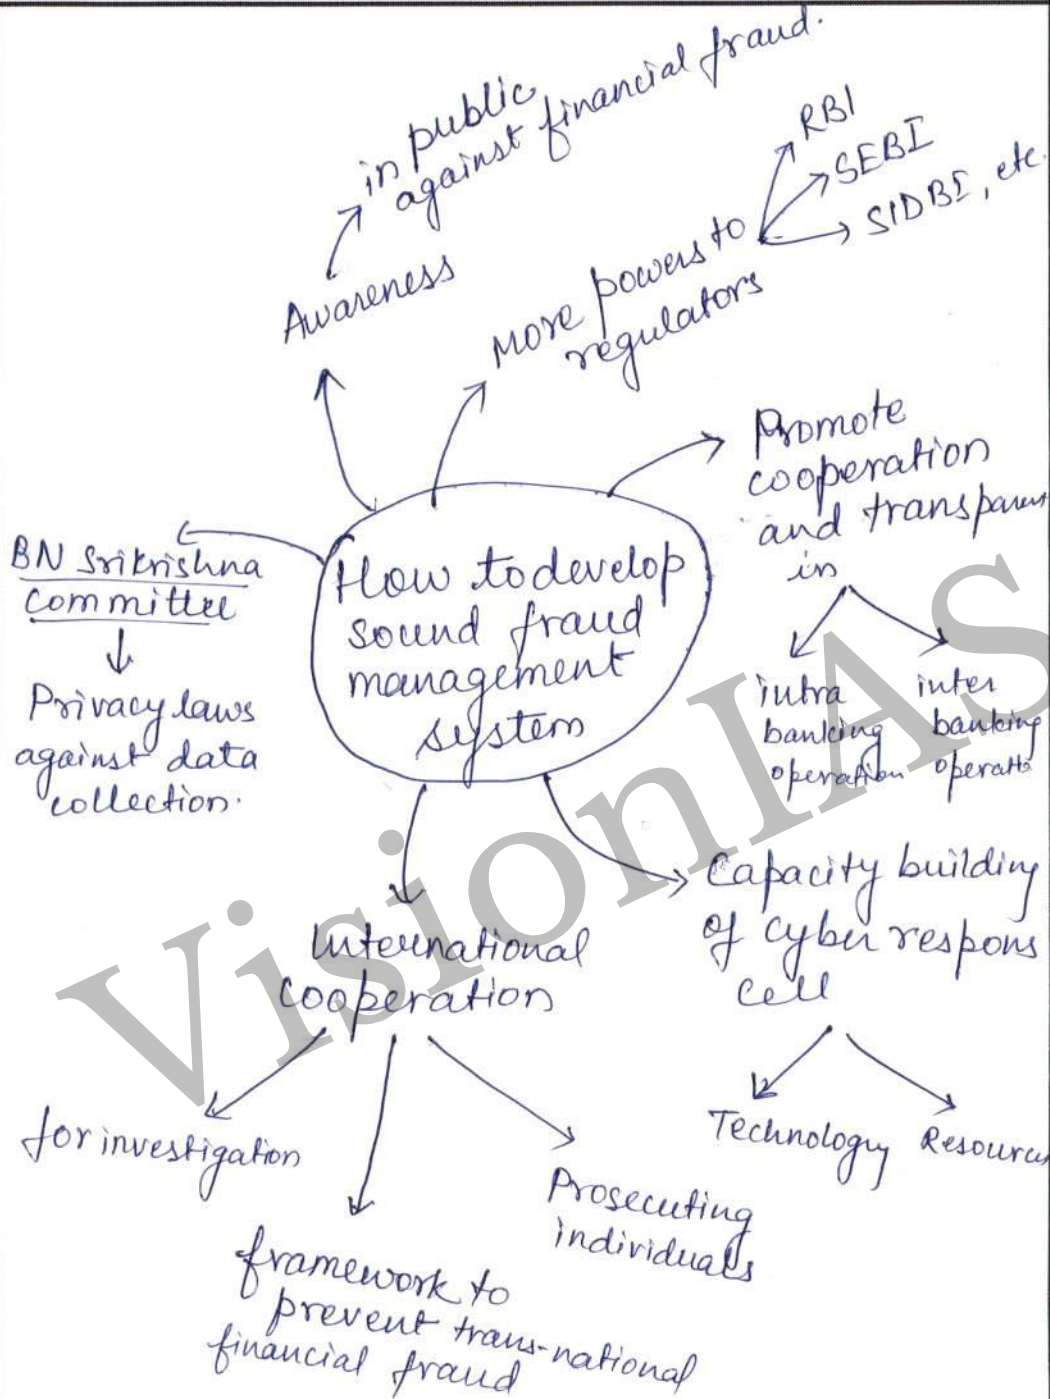 in public
against financial fraud.
Awareness
More powers to
regulators
RBI
SEBI
SIDBI, etc.
Promote
cooperation
and transparen
in
intra
banking
operation
inter
banking
operatio
BN Srikrishna
Committee
Privacy laws
against data
collection.
How to develop
sound fraud
management
system
Capacity building
of cyber respons
cell
Technology
Resources
International
cooperation
for investigation
framework to
prevent trans-national
financial fraud
Prosecuting
individuals
VisionIAS